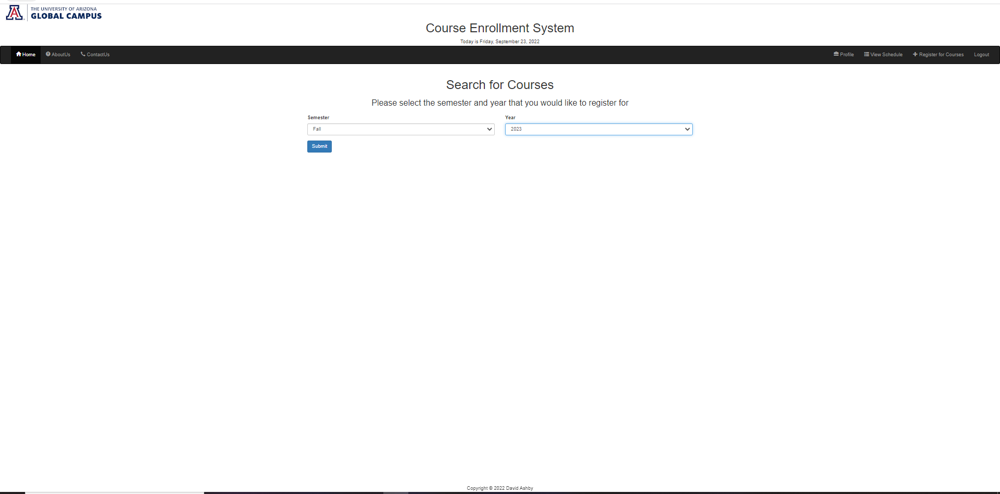 THE UNIVERSITY OF ARIZONA
GLOBAL CAMPUS
Course Enrollment System
Today is Friday, September 23, 2022
Home AboutUs ContactUs Profile View Schedule Register for Courses Logout
Search for Courses
Please select the semester and year that you would like to register for
Semester Year
Fall 2023
Submit
Copyright © 2022 David Ashby